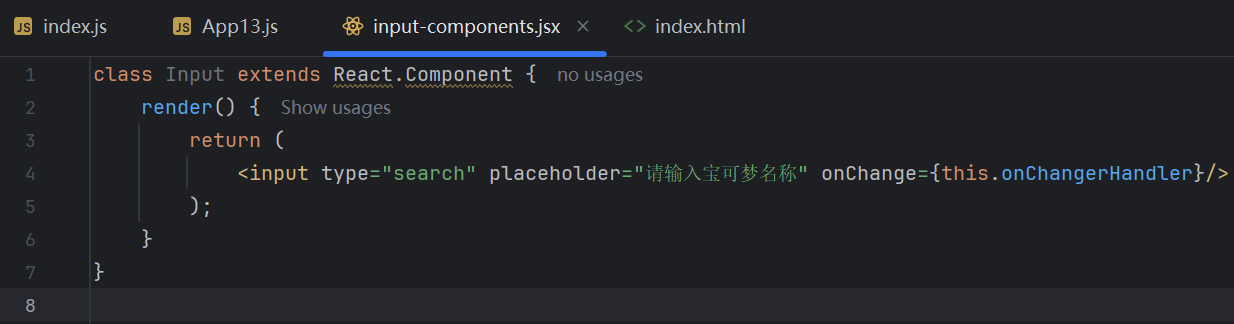 JS index.js JS App13.js input-components.jsx × <> index.html
1 class Input extends React.Component { no usages
2 render() { Show usages
3 return (
4 <input type="search" placeholder="请输入宝可梦名称" onChange={this.onChangerHandler}/>
5 );
6 }
7 }
8